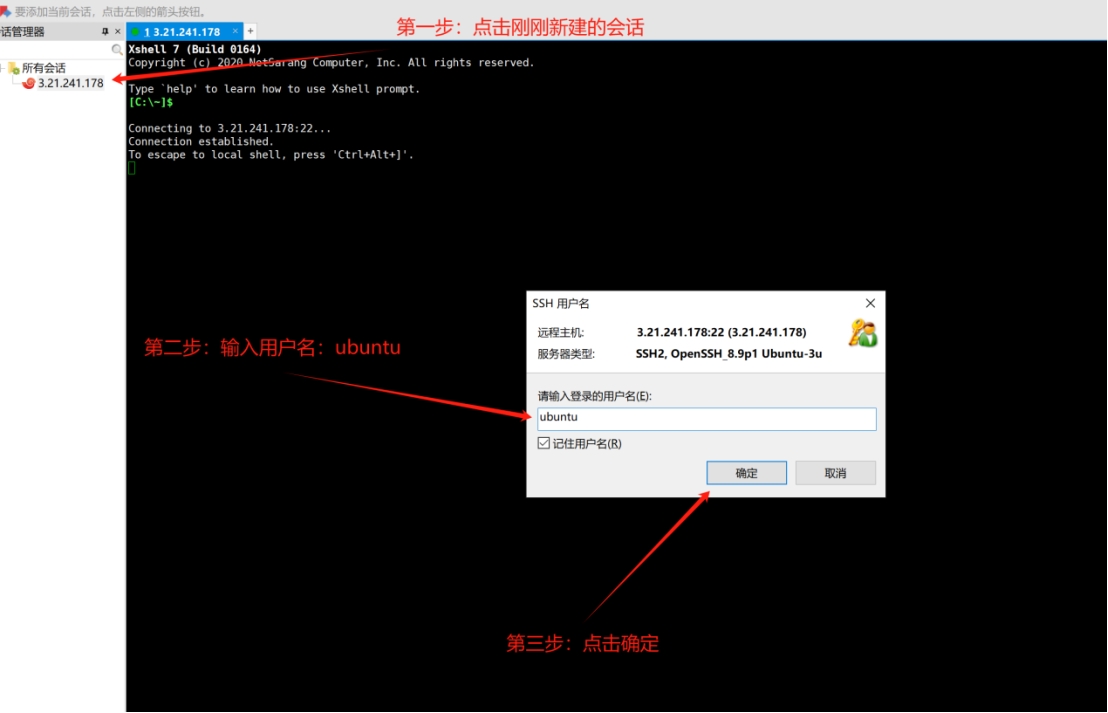 要添加当前会话，点击左侧的箭头按钮。
话管理器
1 3.21.241.178
第一步：点击刚刚新建的会话
所有会话
3.21.241.178
Xshell 7 (Build 0164)
Copyright (c) 2020 NetSarang Computer, Inc. All rights reserved.
Type `help' to learn how to use Xshell prompt.
[C:\~]$
Connecting to 3.21.241.178:22...
Connection established.
To escape to local shell, press 'Ctrl+Alt+]'.
SSH 用户名
远程主机: 3.21.241.178:22 (3.21.241.178)
服务器类型: SSH2, OpenSSH_8.9p1 Ubuntu-3u
第二步：输入用户名：ubuntu
请输入登录的用户名(E):
ubuntu
记住用户名(R)
确定 取消
第三步：点击确定